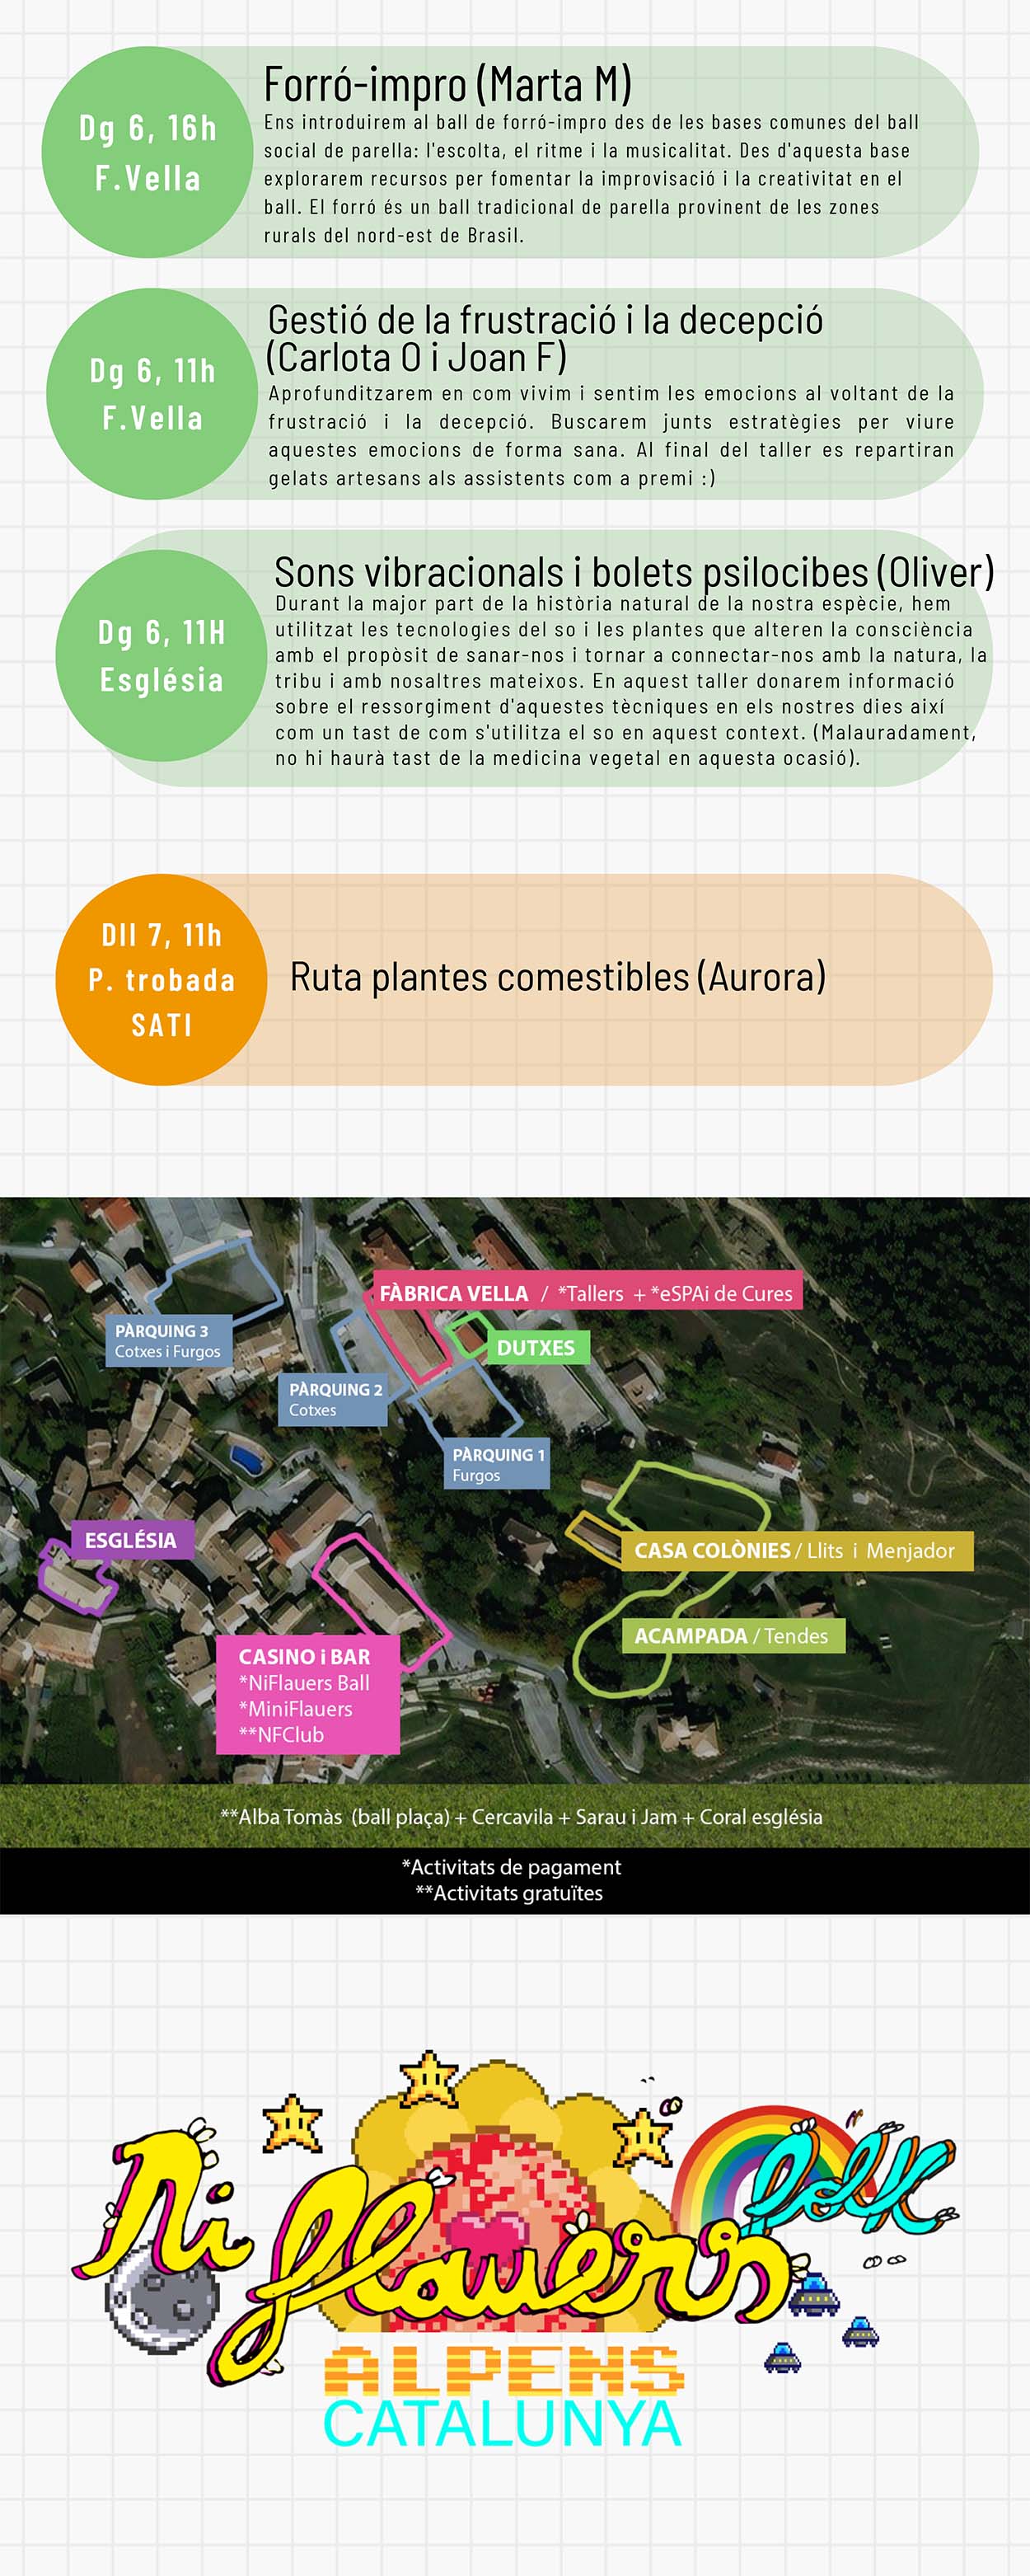 Dg 6, 16h
F.Vella
Forró-impro (Marta M)
Ens introduirem al ball de forró-impro des de les bases comunes del ball
social de parella: l'escolta, el ritme i la musicalitat. Des d'aquesta base
explorarem recursos per fomentar la improvisació i la creativitat en el
ball. El forró és un ball tradicional de parella provinent de les zones
rurals del nord-est de Brasil.
Dg 6, 11h
F.Vella
Gestió de la frustració i la decepció
(Carlota O i Joan F)
Aprofunditzarem en com vivim i sentim les emocions al voltant de la
frustració i la decepció. Buscarem junts estratègies per viure
aquestes emocions de forma sana. Al final del taller es repartiran
gelats artesans als assistents com a premi :)
Dg 6, 11H
Església
Sons vibracionals i bolets psilocibes (Oliver)
Durant la major part de la història natural de la nostra espècie, hem
utilitzat les tecnologies del so i les plantes que alteren la consciència
amb el propòsit de sanar-nos i tornar a connectar-nos amb la natura, la
tribu i amb nosaltres mateixos. En aquest taller donarem informació
sobre el ressorgiment d'aquestes tècniques en els nostres dies així
com un tast de com s'utilitza el so en aquest context. (Malauradament,
no hi haurà tast de la medicina vegetal en aquesta ocasió).
Dll 7, 11h
P. trobada
SATI
Ruta plantes comestibles (Aurora)
FÀBRICA VELLA / *Tallers + *eSPAi de Cures
PÀRQUING 3
Cotxes i Furgos
DUTXES
PÀRQUING 2
Cotxes
PÀRQUING 1
Furgos
ESGLÉSIA
CASA COLÒNIES / Llits i Menjador
ACAMPADA / Tendes
CASINO i BAR
*NiFlauers Ball
*MiniFlauers
**NFClub
**Alba Tomàs (ball plaça) + Cercavila + Sarau i Jam + Coral església
*Activitats de pagament
**Activitats gratuïtes
Ni flauers folk
ALPENS
CATALUNYA